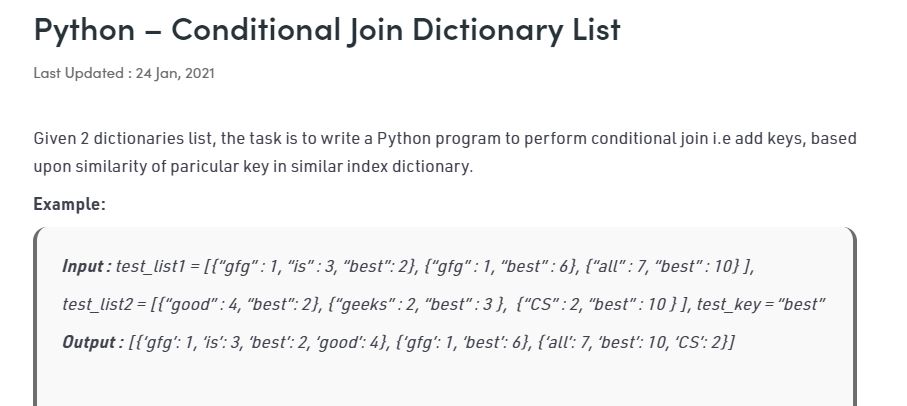 Python – Conditional Join Dictionary List
Last Updated : 24 Jan, 2021
Given 2 dictionaries list, the task is to write a Python program to perform conditional join i.e add keys, based
upon similarity of paricular key in similar index dictionary.
Example:
Input : test_list1 = [{“gfg” : 1, “is” : 3, “best”: 2}, {“gfg” : 1, “best” : 6}, {“all” : 7, “best” : 10} ],
test_list2 = [{“good” : 4, “best”: 2}, {“geeks” : 2, “best” : 3 }, {“CS” : 2, “best” : 10 } ], test_key = “best”
Output : [{‘gfg’: 1, ‘is’: 3, ‘best’: 2, ‘good’: 4}, {‘gfg’: 1, ‘best’: 6}, {‘all’: 7, ‘best’: 10, ‘CS’: 2}]